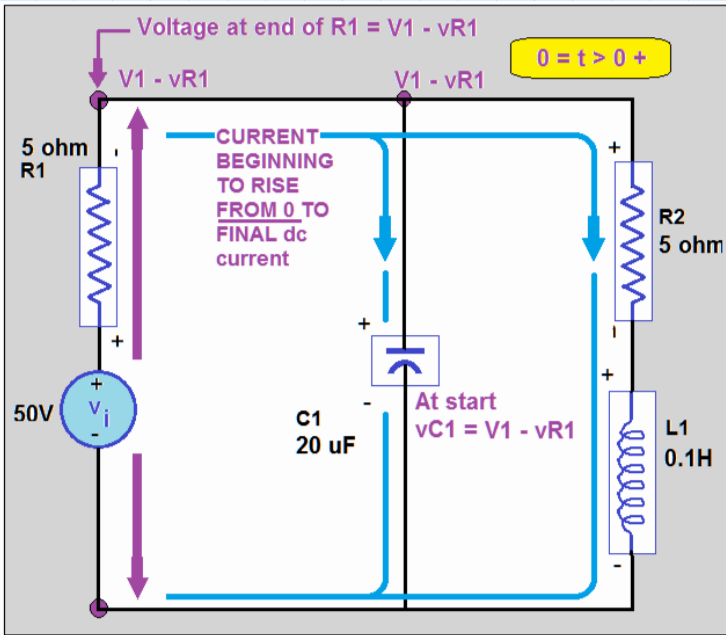 Voltage at end of R1 = V1 - vR1
0 = t > 0 +
V1 - vR1
V1 - vR1
5 ohm
R1
-
CURRENT
BEGINNING
TO RISE
FROM 0 TO
FINAL dc
current
+
R2
5 ohm
+
+
-
+
50V
+
vi
-
C1
20 uF
-
At start
vC1 = V1 - vR1
L1
0.1H
-